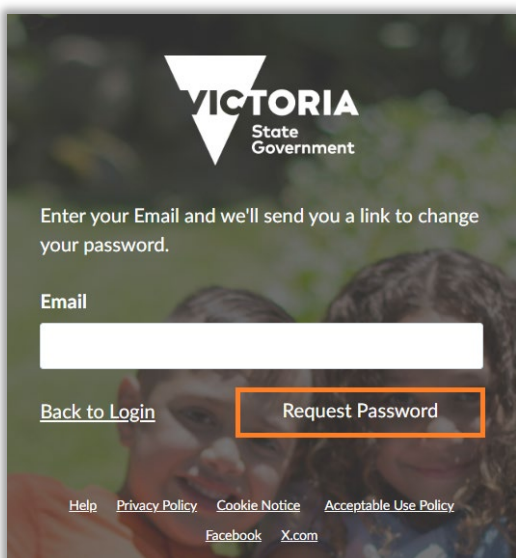 VICTORIA
State
Government
Enter your Email and we'll send you a link to change
your password.
Email
Back to Login
Request Password
Help Privacy Policy Cookie Notice Acceptable Use Policy
Facebook X.com